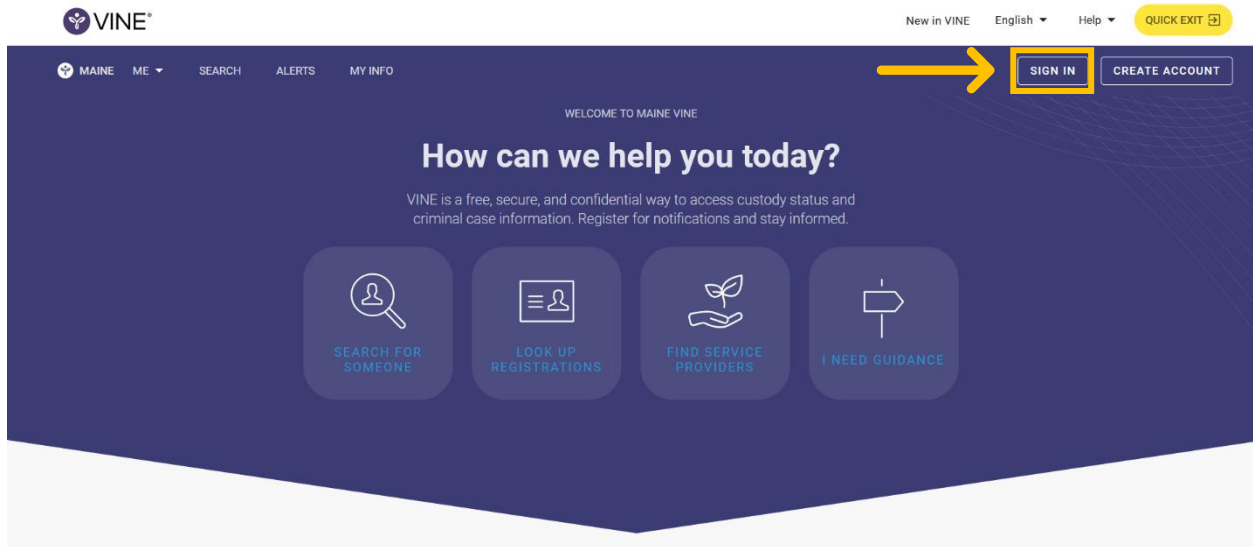 VINE®
New in VINE English Help QUICK EXIT
MAINE ME SEARCH ALERTS MY INFO SIGN IN CREATE ACCOUNT
WELCOME TO MAINE VINE
How can we help you today?
VINE is a free, secure, and confidential way to access custody status and
criminal case information. Register for notifications and stay informed.
SEARCH FOR
SOMEONE
LOOK UP
REGISTRATIONS
FIND SERVICE
PROVIDERS
I NEED GUIDANCE